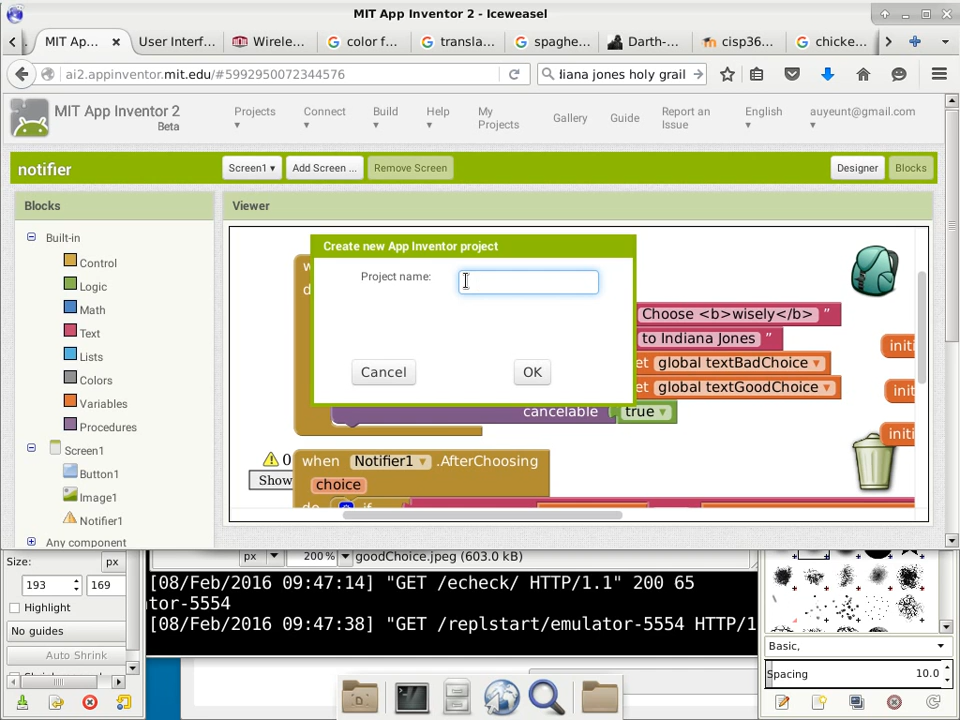 MIT App Inventor 2 - Iceweasel
MIT Ap...
User Interf...
Wirele...
color f...
transla...
spaghe...
Darth-...
cisp36...
chicke...
ai2.appinventor.mit.edu/#5992950072344576
liana jones holy grail
MIT App Inventor 2
Beta
Projects
Connect
Build
Help
My Projects
Gallery
Guide
Report an Issue
English
auyeunt@gmail.com
notifier
Screen1
Add Screen ...
Remove Screen
Designer
Blocks
Blocks
Viewer
Built-in
Control
Logic
Math
Text
Lists
Colors
Variables
Procedures
Screen1
Button1
Image1
Notifier1
Any component
Create new App Inventor project
Project name:
Cancel
OK
w
d
Choose <b>wisely</b> ”
to Indiana Jones ”
et global textBadChoice
et global textGoodChoice
cancelable true
initi
init
initi
0
Show
when Notifier1 .AfterChoosing
choice
do if
Size:
px
193
169
Highlight
No guides
Auto Shrink
px
200%
goodChoice.jpeg (603.0 kB)
[08/Feb/2016 09:47:14] "GET /echeck/ HTTP/1.1" 200 65
tor-5554
[08/Feb/2016 09:47:38] "GET /replstart/emulator-5554 HTTP/1
Basic,
Spacing 10.0